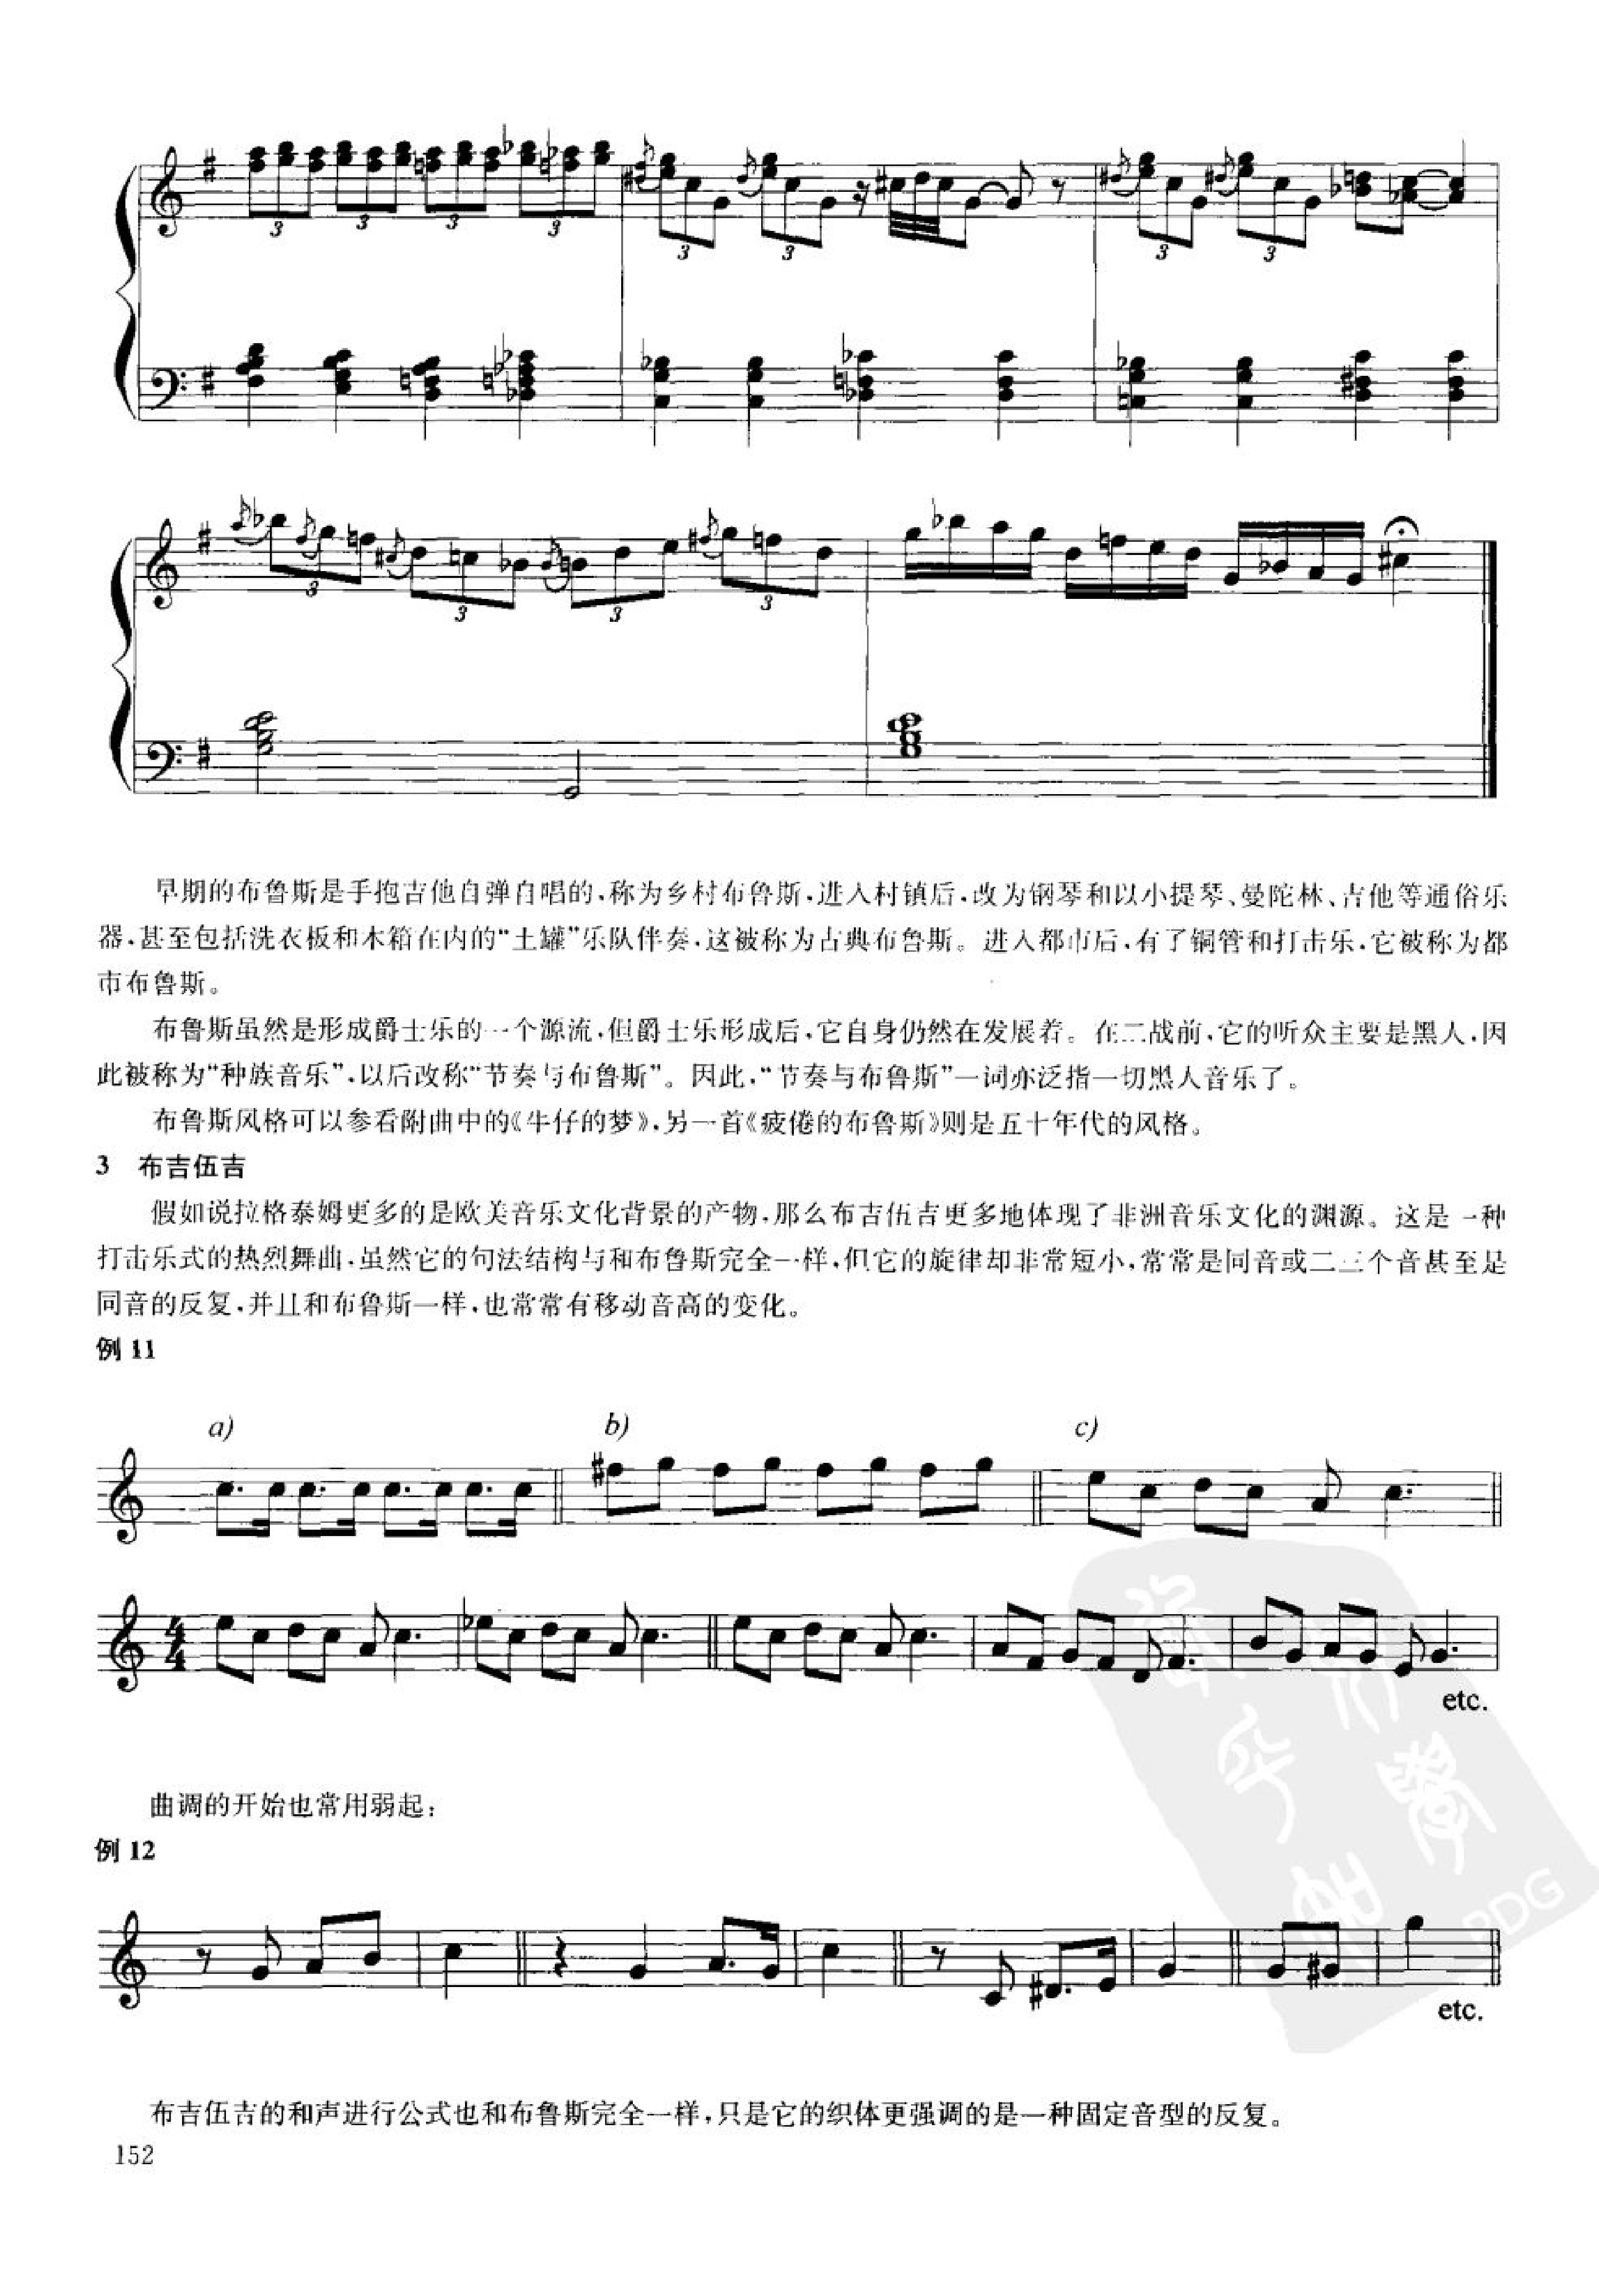 3 3 3 3 3 3 3 3
3 3 3 3
早期的布鲁斯是手抱吉他自弹自唱的,称为乡村布鲁斯,进入村镇后,改为钢琴和以小提琴、曼陀林、吉他等通俗乐
器,甚至包括洗衣板和木箱在内的“土罐”乐队伴奏,这被称为古典布鲁斯。进入都市后,有了铜管和打击乐,它被称为都
市布鲁斯。
布鲁斯虽然是形成爵士乐的一个源流,但爵士乐形成后,它自身仍然在发展着。在二战前,它的听众主要是黑人,因
此被称为“种族音乐”,以后改称“节奏与布鲁斯”。因此,“节奏与布鲁斯”一词亦泛指一切黑人音乐了。
布鲁斯风格可以参看附曲中的《牛仔的梦》,另一首《疲倦的布鲁斯》则是五十年代的风格。
3 布吉伍吉
假如说拉格泰姆更多的是欧美音乐文化背景的产物,那么布吉伍吉更多地体现了非洲音乐文化的渊源。这是一种
打击乐式的热烈舞曲,虽然它的句法结构与和布鲁斯完全一样,但它的旋律却非常短小,常常是同音或二三个音甚至是
同音的反复,并且和布鲁斯一样,也常常有移动音高的变化。
例 11
a) b) c)
4
4
etc.
曲调的开始也常用弱起:
例 12
etc.
PDG
布吉伍吉的和声进行公式也和布鲁斯完全一样,只是它的织体更强调的是一种固定音型的反复。
152